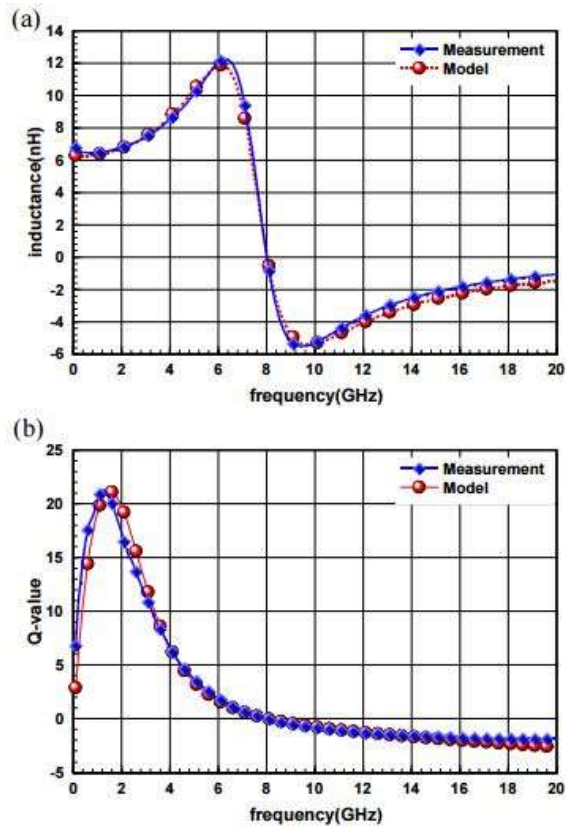 (a)
14
12
10
8
6
4
2
0
-2
-4
-6
inductance(nH)
Measurement
Model
0 2 4 6 8 10 12 14 16 18 20
frequency(GHz)
(b)
25
20
15
10
5
0
-5
Q-value
Measurement
Model
0 2 4 6 8 10 12 14 16 18 20
frequency(GHz)